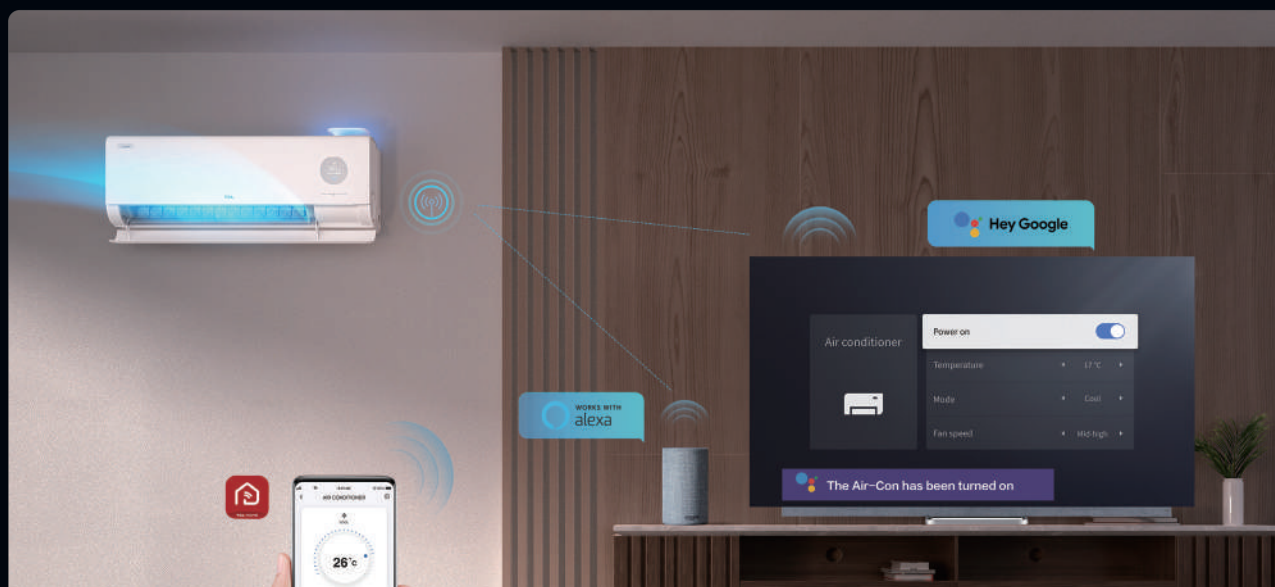 TCL
Hey Google
Air conditioner
Power on
Temperature
17 °C
Mode
Cool
Fan speed
Mid-high
WORKS WITH
alexa
The Air-Con has been turned on
AIR CONDITIONER
26°C